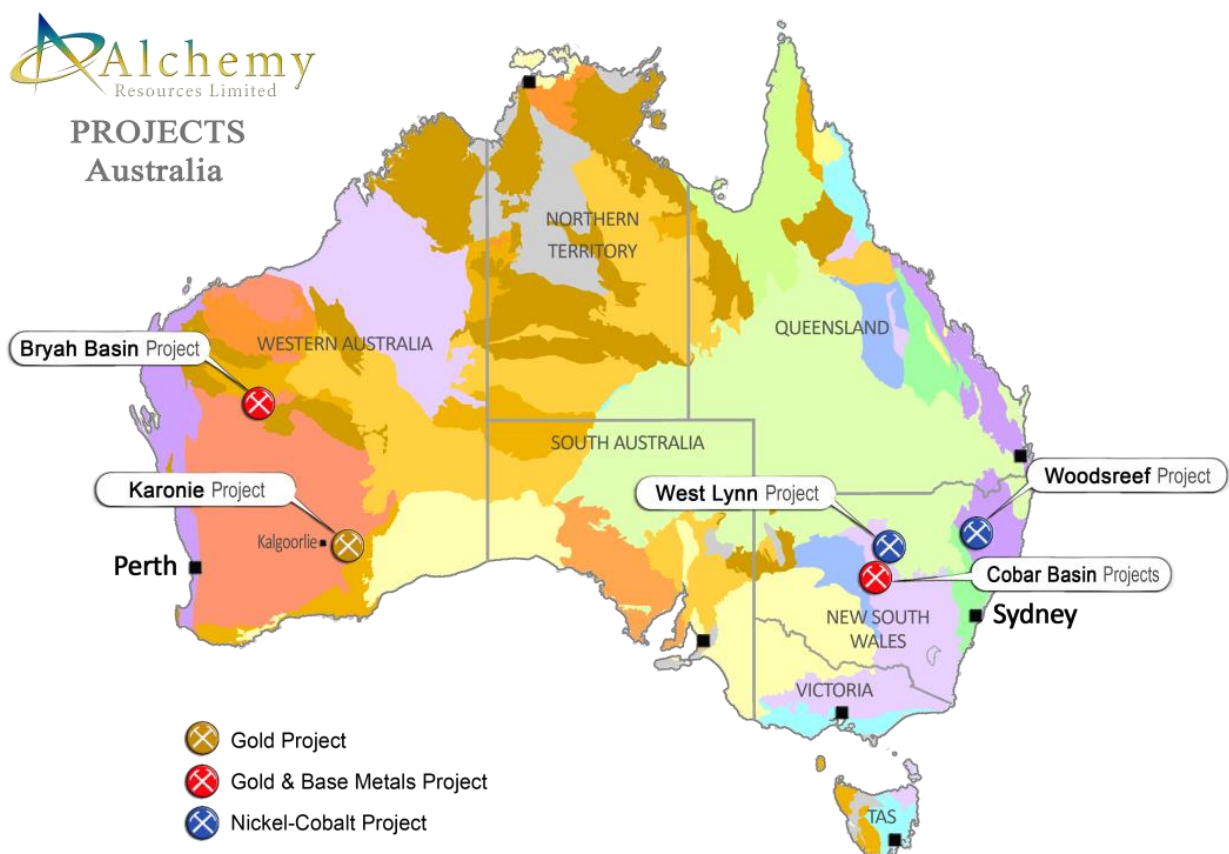 Alchemy
Resources Limited
PROJECTS
Australia
NORTHERN
TERRITORY
QUEENSLAND
WESTERN AUSTRALIA
Bryah Basin Project
SOUTH AUSTRALIA
Woodsreef Project
West Lynn Project
Karonie Project
Kalgoorlie
Perth
Cobar Basin Projects
NEW SOUTH
WALES
Sydney
VICTORIA
Gold Project
Gold & Base Metals Project
Nickel-Cobalt Project
TAS